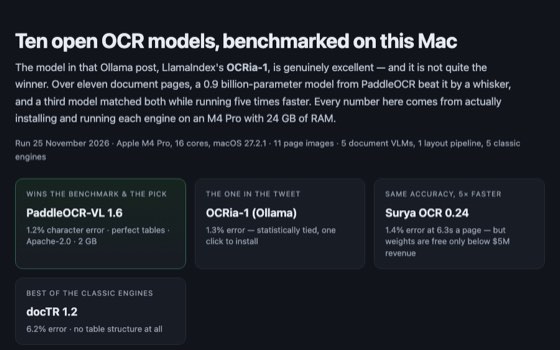 Ten open OCR models, benchmarked on this Mac
The model in that Ollama post, LlamaIndex's OCRia-1, is genuinely excellent — and it is not quite the
winner. Over eleven document pages, a 0.9 billion-parameter model from PaddleOCR beat it by a whisker,
and a third model matched both while running five times faster. Every number here comes from actually
installing and running each engine on an M4 Pro with 24 GB of RAM.
Run 25 November 2026 · Apple M4 Pro, 16 cores, macOS 27.2.1 · 11 page images · 5 document VLMs, 1 layout pipeline, 5 classic
engines
WINS THE BENCHMARK & THE PICK
PaddleOCR-VL 1.6
1.2% character error · perfect tables ·
Apache-2.0 · 2 GB
THE ONE IN THE TWEET
OCRia-1 (Ollama)
1.3% error — statistically tied, one
click to install
SAME ACCURACY, 5× FASTER
Surya OCR 0.24
1.4% error at 6.3s a page — but
weights are free only below $5M
revenue
BEST OF THE CLASSIC ENGINES
docTR 1.2
6.2% error · no table structure at all